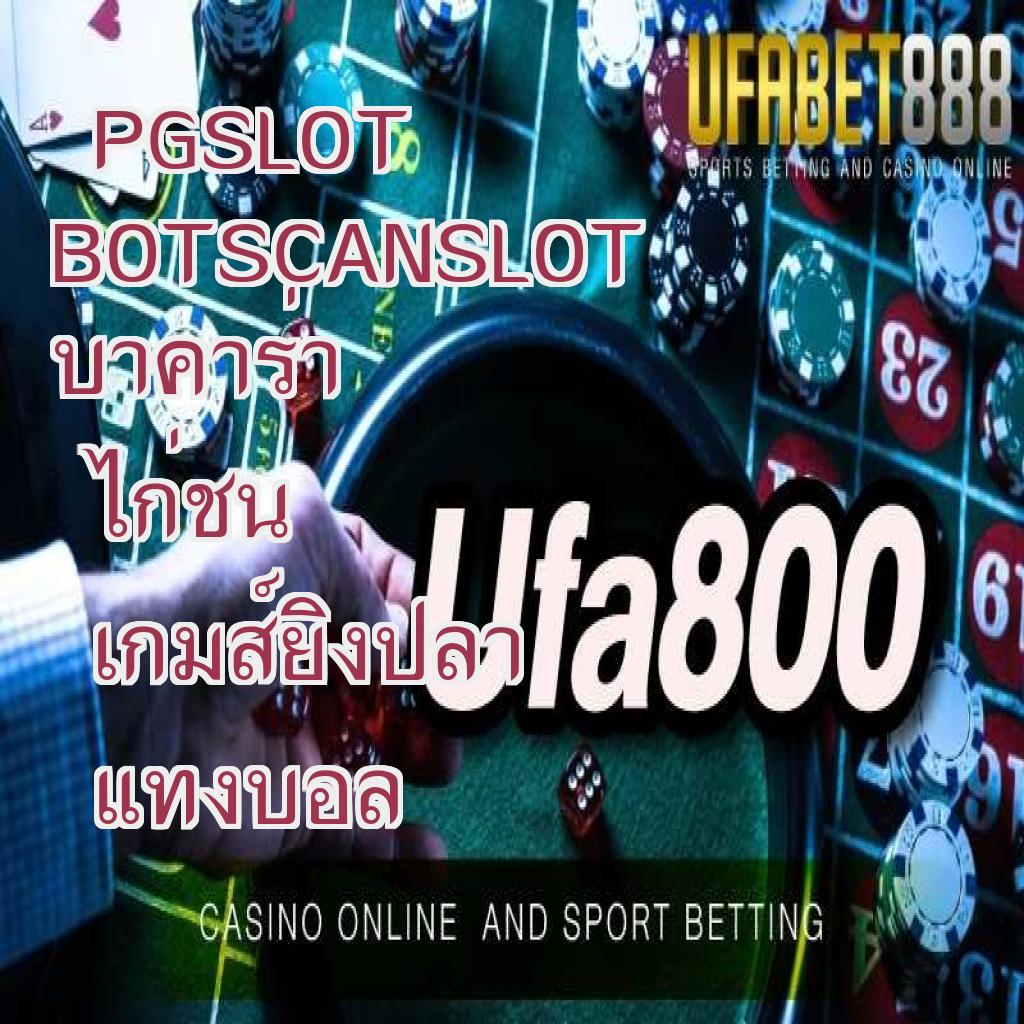 UFABET888
SPORTS BETTING AND CASINO ONLINE
PGSLOT
BOTSCANSLOT
บาคาร่า
ไก่ชน
เกมส์ยิงปลา
แทงบอล
Ufa800
CASINO ONLINE AND SPORT BETTING
23
19